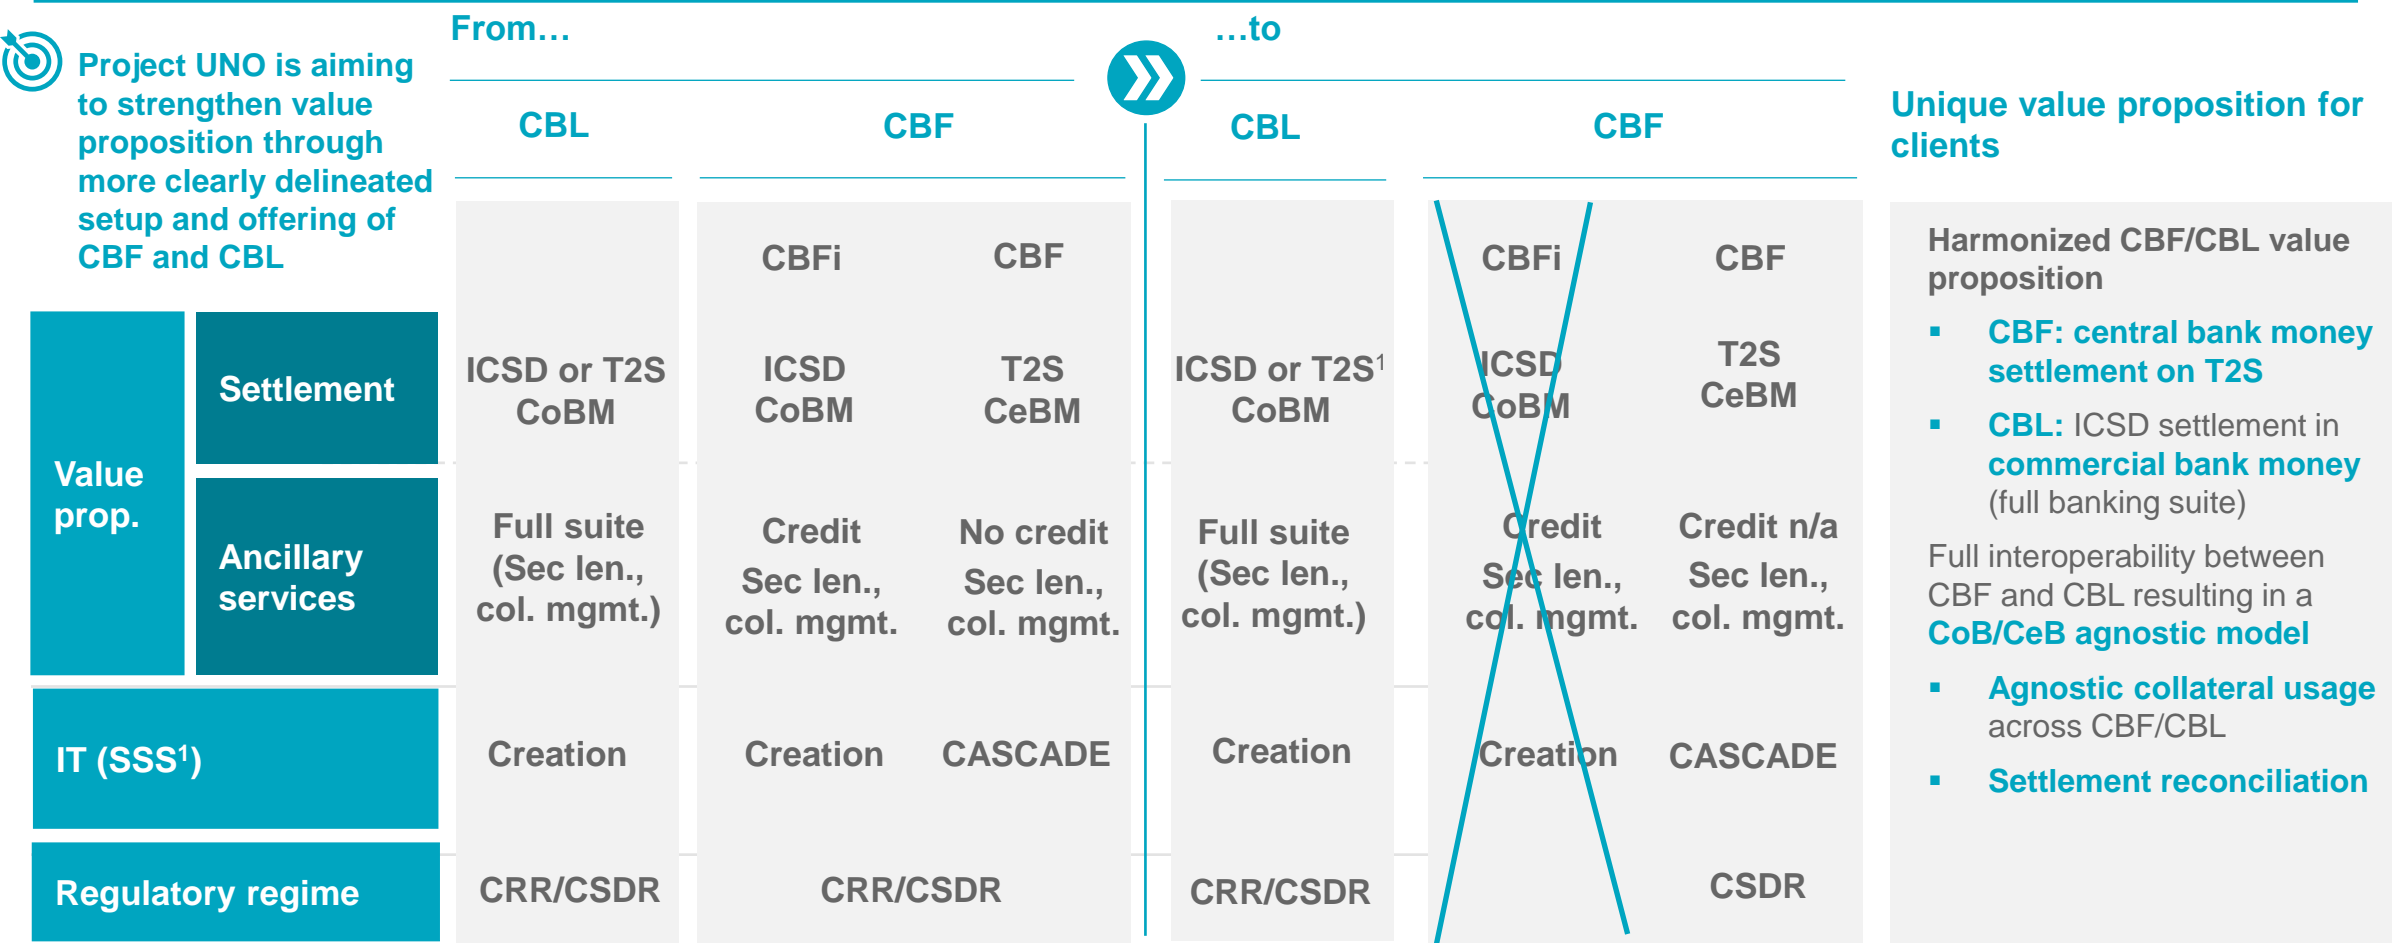 Project UNO is aiming
to strengthen value
proposition through
more clearly delineated
setup and offering of
CBF and CBL
From…
…to
CBL
CBF
CBL
CBF
Unique value proposition for
clients
CBFi
CBF
CBFi
CBF
Value
prop.
Settlement
ICSD or T2S
CoBM
ICSD
CoBM
T2S
CeBM
ICSD or T2S¹
CoBM
ICSD
CoBM
T2S
CeBM
Ancillary
services
Full suite
(Sec len.,
col. mgmt.)
Credit
Sec len.,
col. mgmt.
No credit
Sec len.,
col. mgmt.
Full suite
(Sec len.,
col. mgmt.)
Credit
Sec len.,
col. mgmt.
Credit n/a
Sec len.,
col. mgmt.
IT (SSS¹)
Creation
Creation
CASCADE
Creation
Creation
CASCADE
Regulatory regime
CRR/CSDR
CRR/CSDR
CRR/CSDR
CSDR
Harmonized CBF/CBL value
proposition
▪ CBF: central bank money
settlement on T2S
▪ CBL: ICSD settlement in
commercial bank money
(full banking suite)
Full interoperability between
CBF and CBL resulting in a
CoB/CeB agnostic model
▪ Agnostic collateral usage
across CBF/CBL
▪ Settlement reconciliation